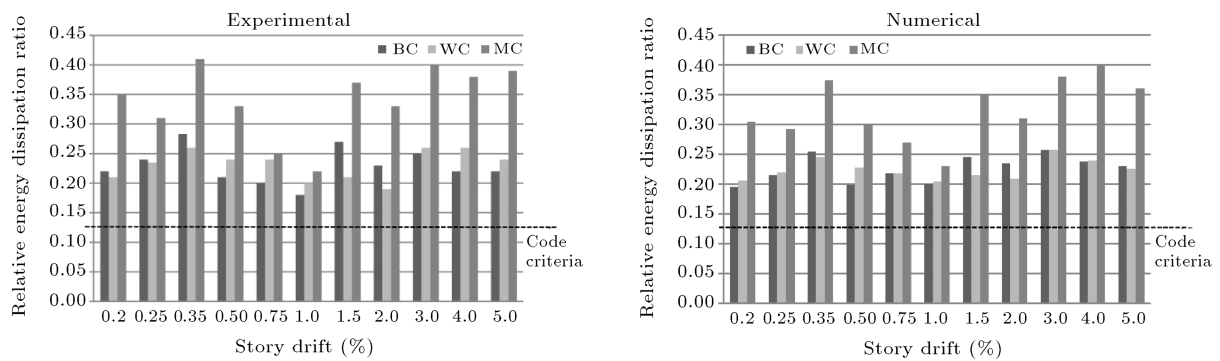 Experimental
Relative energy dissipation ratio
0.45
0.40
0.35
0.30
0.25
0.20
0.15
0.10
0.05
0.00
BC WC MC
Code
criteria
0.2 0.25 0.35 0.50 0.75 1.0 1.5 2.0 3.0 4.0 5.0
Story drift (%)
Numerical
Relative energy dissipation ratio
0.45
0.40
0.35
0.30
0.25
0.20
0.15
0.10
0.05
0.00
BC WC MC
Code
criteria
0.2 0.25 0.35 0.50 0.75 1.0 1.5 2.0 3.0 4.0 5.0
Story drift (%)